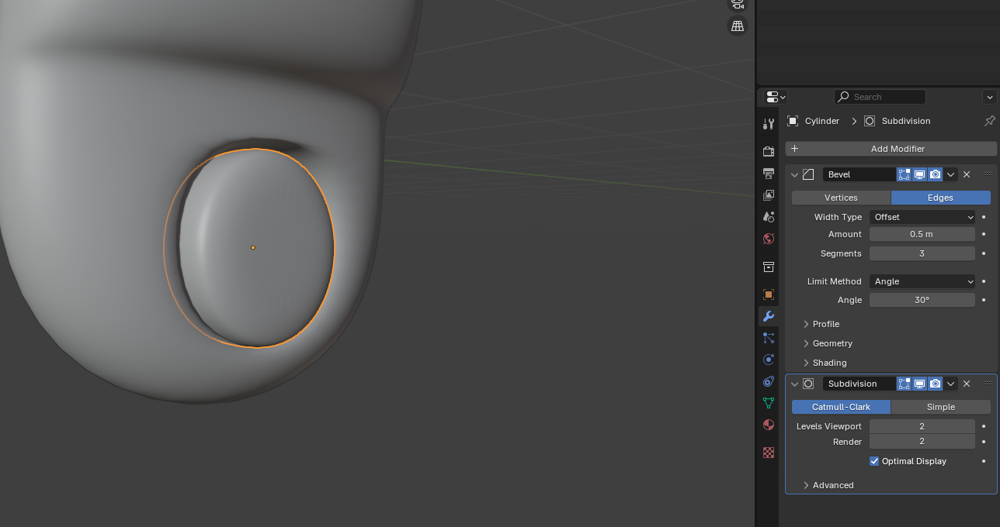 Search
Cylinder Subdivision
Add Modifier
Bevel
Vertices Edges
Width Type Offset
Amount 0.5 m
Segments 3
Limit Method Angle
Angle 30°
Profile
Geometry
Shading
Subdivision
Catmull-Clark Simple
Levels Viewport 2
Render 2
Optimal Display
Advanced